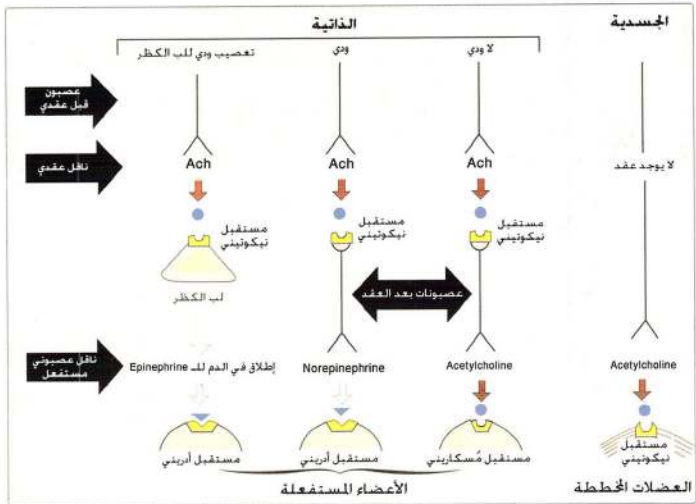 الجسدية
الذاتية
لا ودي
ودي
تعصيب ودي للب الكظر
عصبون
قبل عقدي
ناقل عقدي
لا يوجد عقد
Ach
Ach
Ach
مستقبل
نيكوتيني
مستقبل
نيكوتيني
مستقبل
نيكوتيني
لب الكظر
عصبونات بعد العقد
ناقل عصبوني
مستفعل
Acetylcholine
Acetylcholine
Norepinephrine
إطلاق في الدم للـ Epinephrine
مستقبل
نيكوتيني
مستقبل مُسكاريني
مستقبل أدريني
مستقبل أدريني
العضلات المخططة
الأعضاء المستفعلة